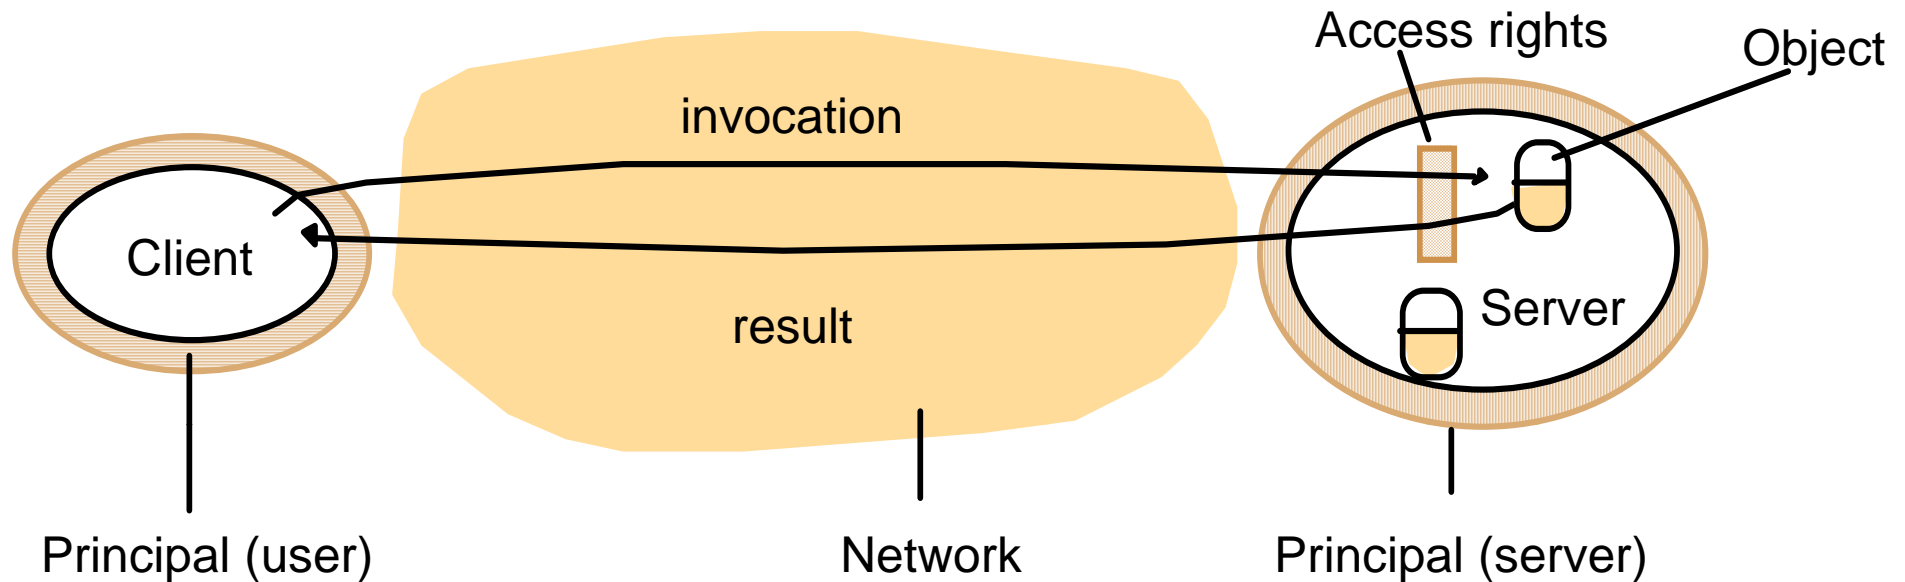 Access rights
Object
invocation
Client
Server
result
Principal (user)
Network
Principal (server)